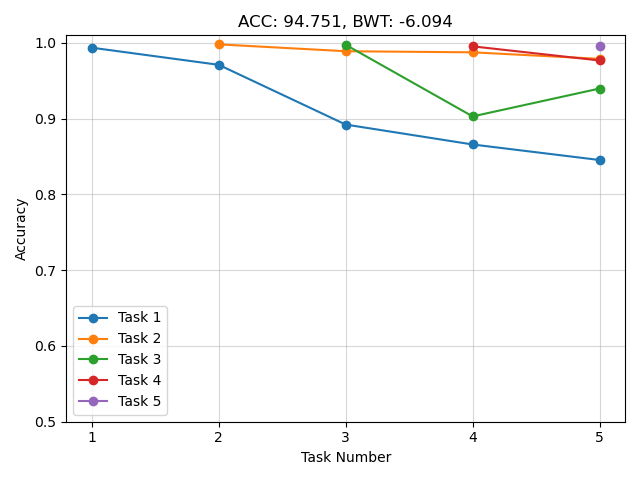 ACC: 94.751, BWT: -6.094
1.0
0.9
0.8
0.7
0.6
0.5
Accuracy
Task 1
Task 2
Task 3
Task 4
Task 5
1 2 3 4 5
Task Number